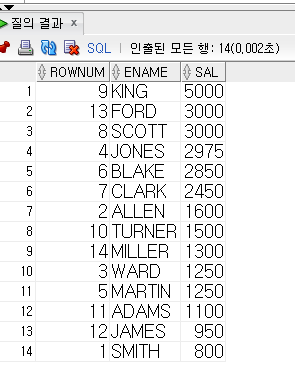 질의 결과 x
SQL | 인출된 모든 행: 14(0,002초)
ROWNUM ENAME SAL
1 9 KING 5000
2 13 FORD 3000
3 8 SCOTT 3000
4 4 JONES 2975
5 6 BLAKE 2850
6 7 CLARK 2450
7 2 ALLEN 1600
8 10 TURNER 1500
9 14 MILLER 1300
10 3 WARD 1250
11 5 MARTIN 1250
12 11 ADAMS 1100
13 12 JAMES 950
14 1 SMITH 800